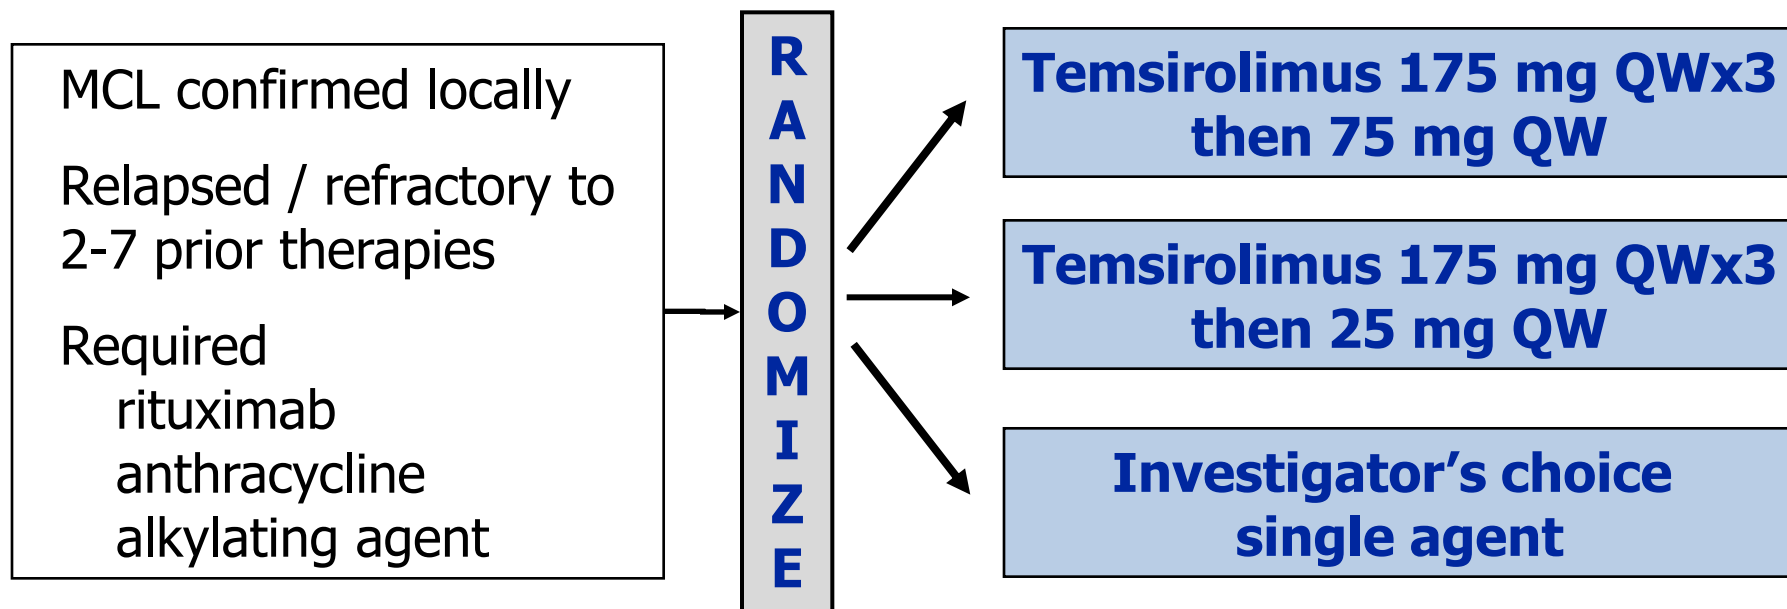 MCL confirmed locally
Relapsed / refractory to
2-7 prior therapies
Required
rituximab
anthracycline
alkylating agent
R
A
N
D
O
M
I
Z
E
Temsirolimus 175 mg QWx3
then 75 mg QW
Temsirolimus 175 mg QWx3
then 25 mg QW
Investigator’s choice
single agent